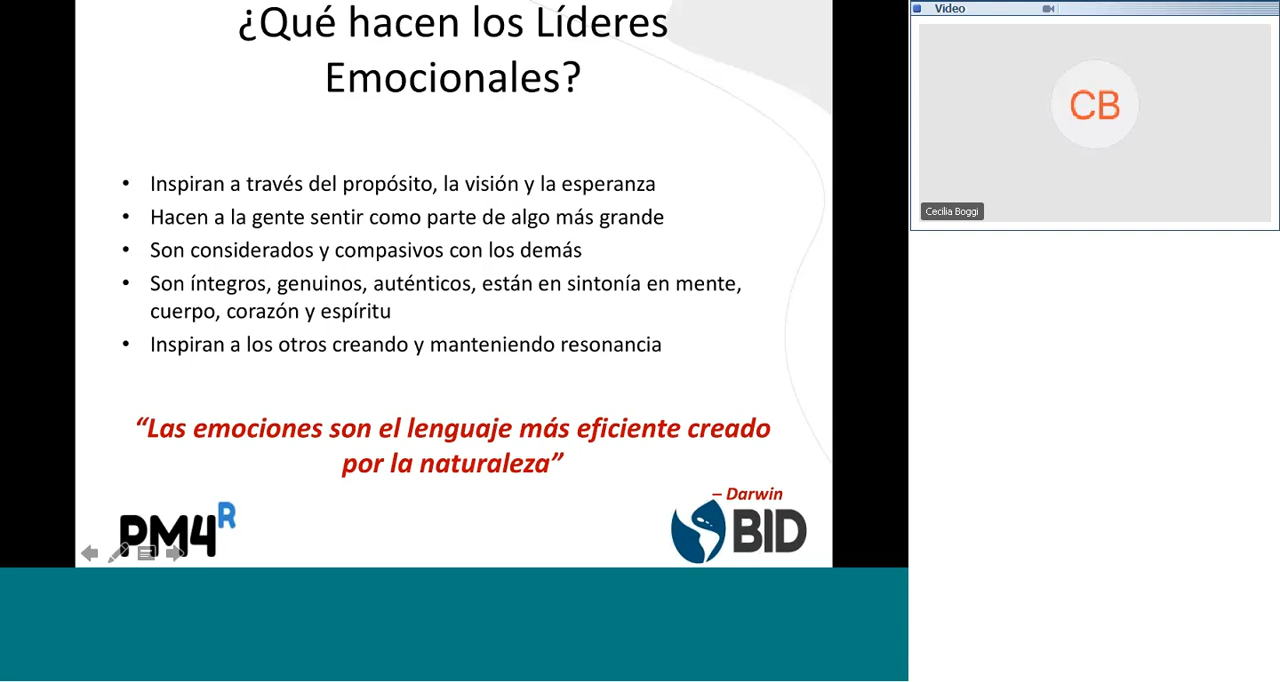 ¿Qué hacen los Líderes
Emocionales?
• Inspiran a través del propósito, la visión y la esperanza
• Hacen a la gente sentir como parte de algo más grande
• Son considerados y compasivos con los demás
• Son íntegros, genuinos, auténticos, están en sintonía en mente,
cuerpo, corazón y espíritu
• Inspiran a los otros creando y manteniendo resonancia
“Las emociones son el lenguaje más eficiente creado
por la naturaleza”
– Darwin
PM4R
BID
Video
CB
Cecilia Boggi